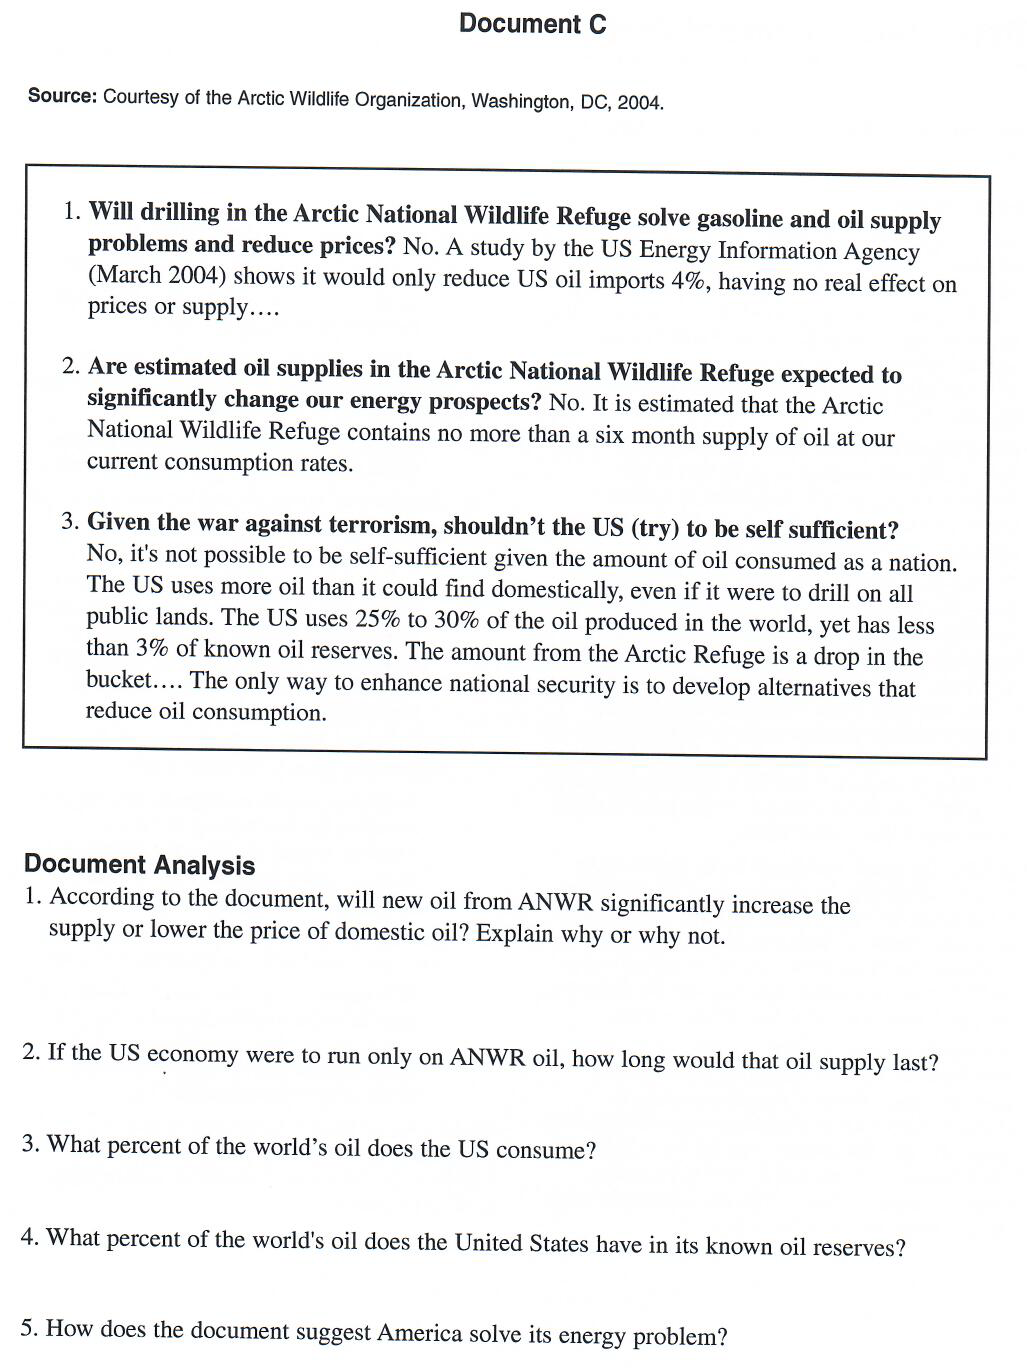 Document C
Source: Courtesy of the Arctic Wildlife Organization, Washington, DC, 2004.
1. Will drilling in the Arctic National Wildlife Refuge solve gasoline and oil supply
problems and reduce prices? No. A study by the US Energy Information Agency
(March 2004) shows it would only reduce US oil imports 4%, having no real effect on
prices or supply….
2. Are estimated oil supplies in the Arctic National Wildlife Refuge expected to
significantly change our energy prospects? No. It is estimated that the Arctic
National Wildlife Refuge contains no more than a six month supply of oil at our
current consumption rates.
3. Given the war against terrorism, shouldn’t the US (try) to be self sufficient?
No, it's not possible to be self-sufficient given the amount of oil consumed as a nation.
The US uses more oil than it could find domestically, even if it were to drill on all
public lands. The US uses 25% to 30% of the oil produced in the world, yet has less
than 3% of known oil reserves. The amount from the Arctic Refuge is a drop in the
bucket…. The only way to enhance national security is to develop alternatives that
reduce oil consumption.
Document Analysis
1. According to the document, will new oil from ANWR significantly increase the
supply or lower the price of domestic oil? Explain why or why not.
2. If the US economy were to run only on ANWR oil, how long would that oil supply last?
3. What percent of the world’s oil does the US consume?
4. What percent of the world's oil does the United States have in its known oil reserves?
5. How does the document suggest America solve its energy problem?